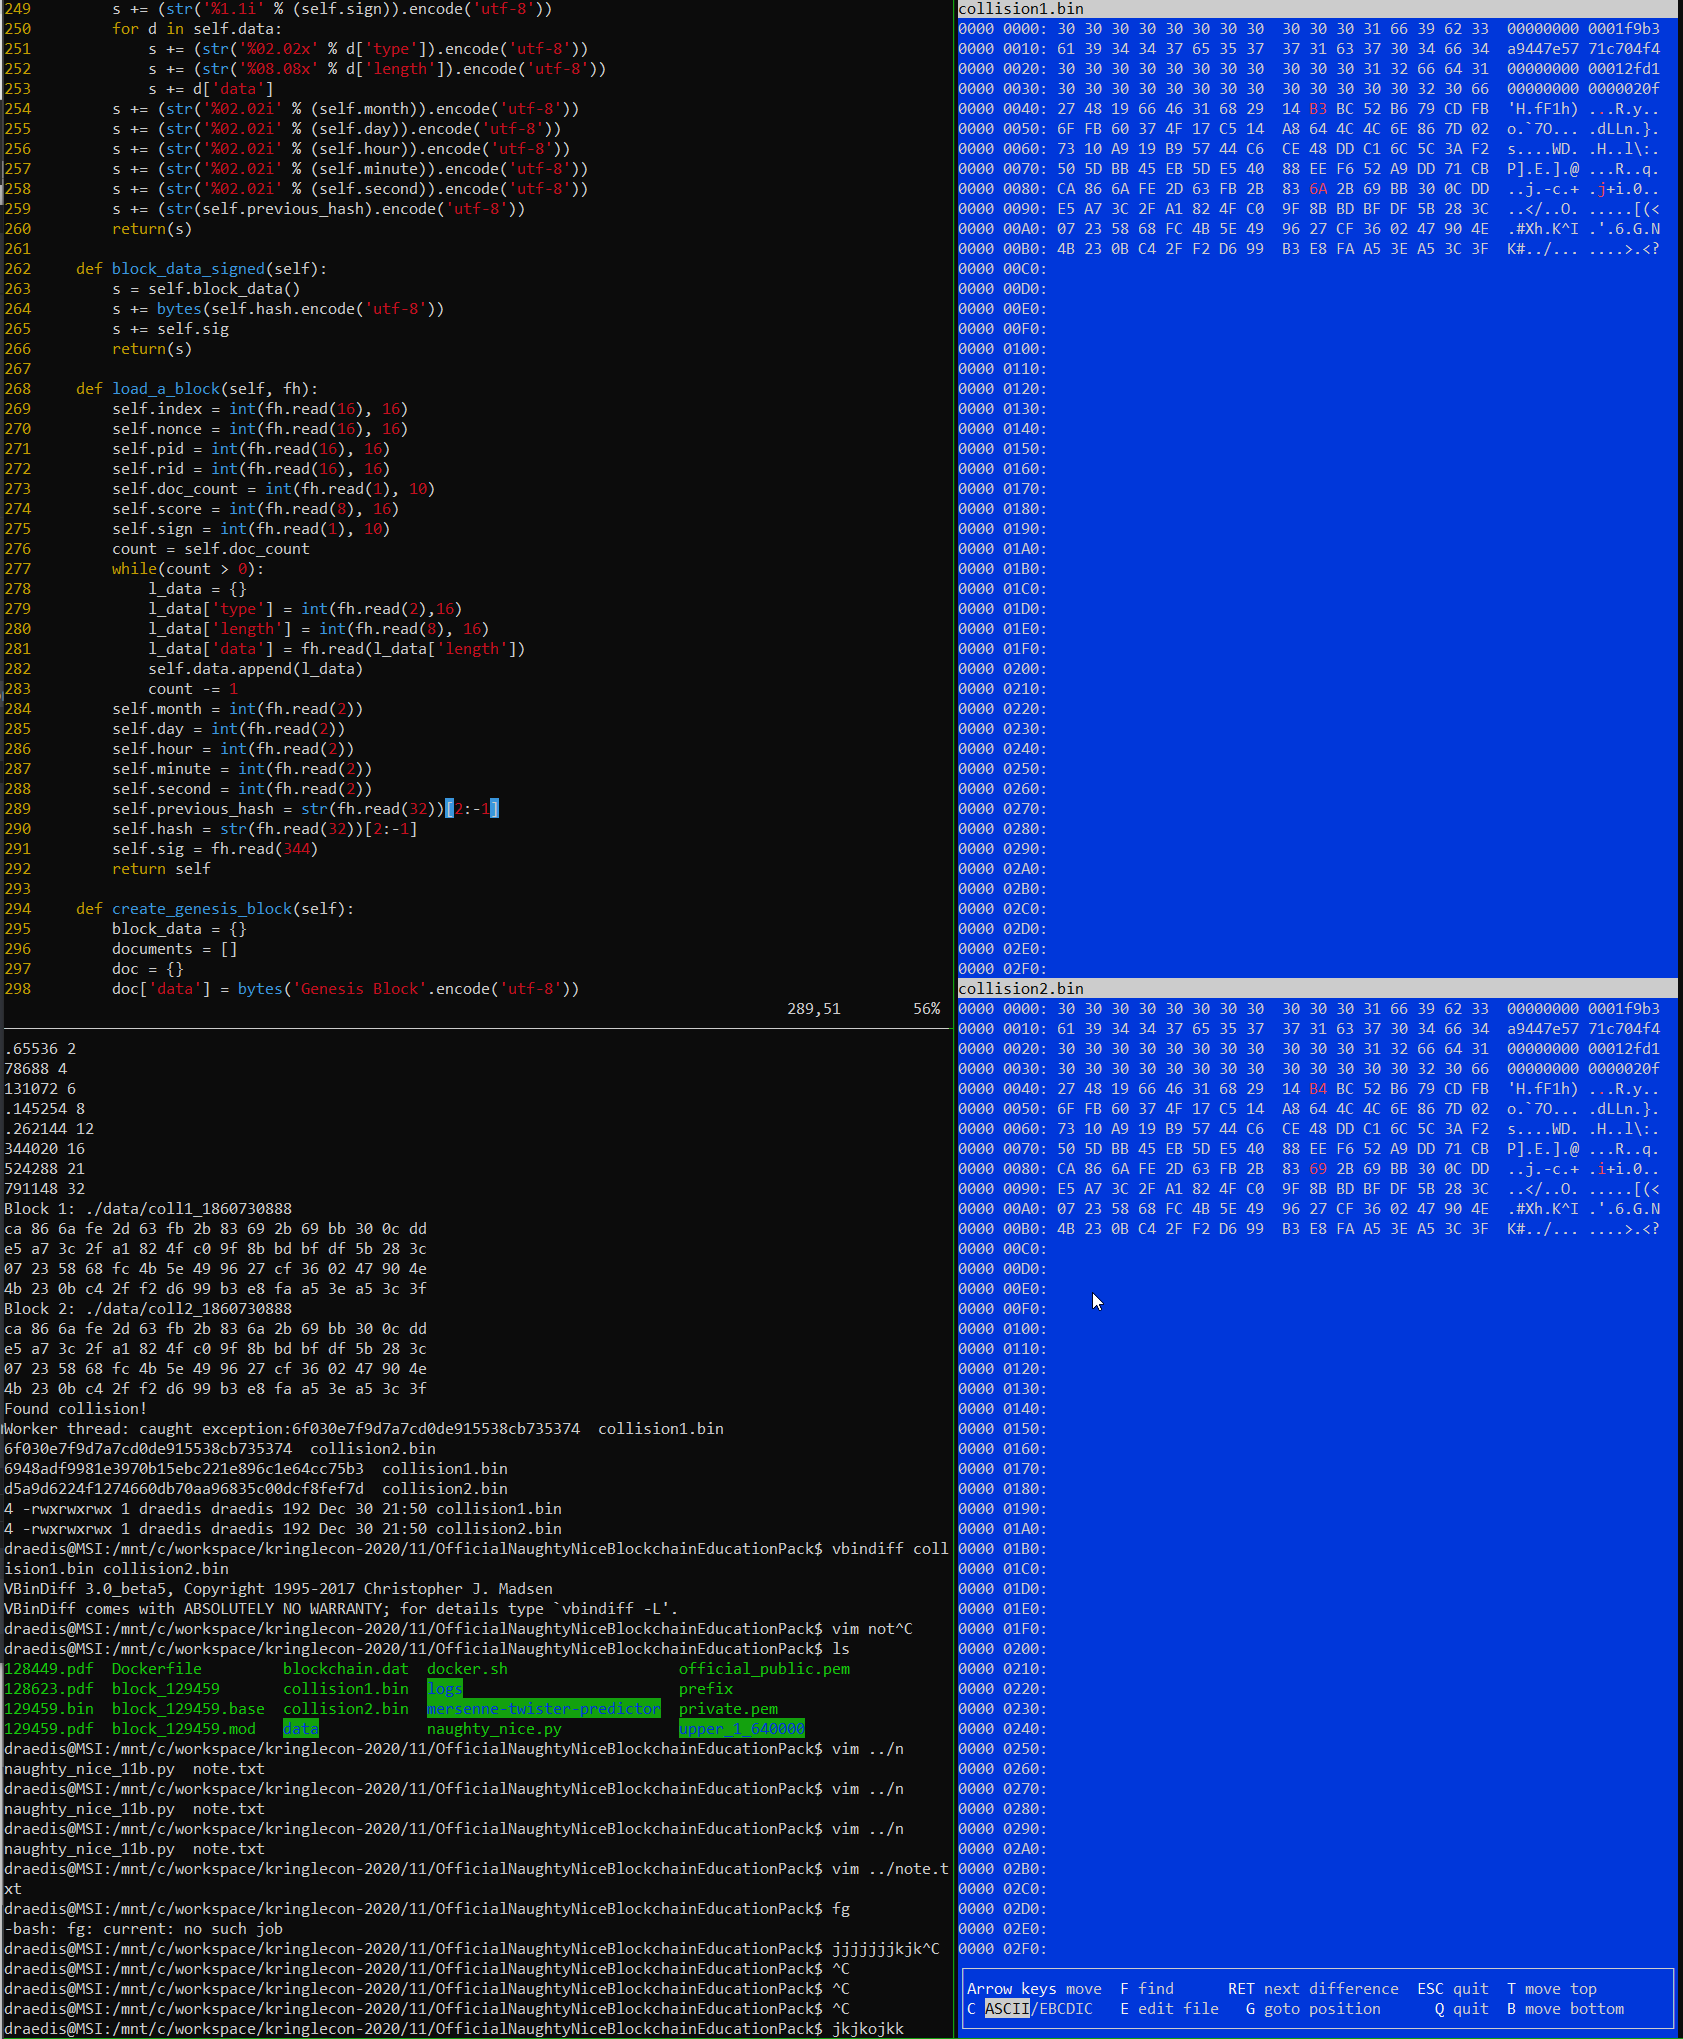 249         s += (str('%1.1i' % (self.sign)).encode('utf-8'))
250         for d in self.data:
251             s += (str('%02.02x' % d['type']).encode('utf-8'))
252             s += (str('%08.08x' % d['length']).encode('utf-8'))
253             s += d['data']
254         s += (str('%02.02i' % (self.month)).encode('utf-8'))
255         s += (str('%02.02i' % (self.day)).encode('utf-8'))
256         s += (str('%02.02i' % (self.hour)).encode('utf-8'))
257         s += (str('%02.02i' % (self.minute)).encode('utf-8'))
258         s += (str('%02.02i' % (self.second)).encode('utf-8'))
259         s += (str(self.previous_hash).encode('utf-8'))
260         return(s)
261
262     def block_data_signed(self):
263         s = self.block_data()
264         s += bytes(self.hash.encode('utf-8'))
265         s += self.sig
266         return(s)
267
268     def load_a_block(self, fh):
269         self.index = int(fh.read(16), 16)
270         self.nonce = int(fh.read(16), 16)
271         self.pid = int(fh.read(16), 16)
272         self.rid = int(fh.read(16), 16)
273         self.doc_count = int(fh.read(1), 10)
274         self.score = int(fh.read(8), 16)
275         self.sign = int(fh.read(1), 10)
276         count = self.doc_count
277         while(count > 0):
278             l_data = {}
279             l_data['type'] = int(fh.read(2),16)
280             l_data['length'] = int(fh.read(8), 16)
281             l_data['data'] = fh.read(l_data['length'])
282             self.data.append(l_data)
283             count -= 1
284         self.month = int(fh.read(2))
285         self.day = int(fh.read(2))
286         self.hour = int(fh.read(2))
287         self.minute = int(fh.read(2))
288         self.second = int(fh.read(2))
289         self.previous_hash = str(fh.read(32))[2:-1]
290         self.hash = str(fh.read(32))[2:-1]
291         self.sig = fh.read(344)
292         return self
293
294     def create_genesis_block(self):
295         block_data = {}
296         documents = []
297         doc = {}
298         doc['data'] = bytes('Genesis Block'.encode('utf-8'))
289,51        56%
.65536 2
78688 4
131072 6
.145254 8
.262144 12
344020 16
524288 21
791148 32
Block 1: ./data/coll1_1860730888
ca 86 6a fe 2d 63 fb 2b 83 69 2b 69 bb 30 0c dd
e5 a7 3c 2f a1 82 4f c0 9f 8b bd bf df 5b 28 3c
07 23 58 68 fc 4b 5e 49 96 27 cf 36 02 47 90 4e
4b 23 0b c4 2f f2 d6 99 b3 e8 fa a5 3e a5 3c 3f
Block 2: ./data/coll2_1860730888
ca 86 6a fe 2d 63 fb 2b 83 6a 2b 69 bb 30 0c dd
e5 a7 3c 2f a1 82 4f c0 9f 8b bd bf df 5b 28 3c
07 23 58 68 fc 4b 5e 49 96 27 cf 36 02 47 90 4e
4b 23 0b c4 2f f2 d6 99 b3 e8 fa a5 3e a5 3c 3f
Found collision!
Worker thread: caught exception:6f030e7f9d7a7cd0de915538cb735374  collision1.bin
6f030e7f9d7a7cd0de915538cb735374  collision2.bin
6948adf9981e3970b15ebc221e896c1e64cc75b3  collision1.bin
d5a9d6224f1274660db70aa96835c00dcf8fef7d  collision2.bin
4 -rwxrwxrwx 1 draedis draedis 192 Dec 30 21:50 collision1.bin
4 -rwxrwxrwx 1 draedis draedis 192 Dec 30 21:50 collision2.bin
draedis@MSI:/mnt/c/workspace/kringlecon-2020/11/OfficialNaughtyNiceBlockchainEducationPack$ vbindiff coll
ision1.bin collision2.bin
VBinDiff 3.0_beta5, Copyright 1995-2017 Christopher J. Madsen
VBinDiff comes with ABSOLUTELY NO WARRANTY; for details type `vbindiff -L'.
draedis@MSI:/mnt/c/workspace/kringlecon-2020/11/OfficialNaughtyNiceBlockchainEducationPack$ vim not^C
draedis@MSI:/mnt/c/workspace/kringlecon-2020/11/OfficialNaughtyNiceBlockchainEducationPack$ ls
128449.pdf  Dockerfile         blockchain.dat  docker.sh                   official_public.pem
128623.pdf  block_129459       collision1.bin  logs                        prefix
129459.bin  block_129459.base  collision2.bin  mersenne-twister-predictor  private.pem
129459.pdf  block_129459.mod   data            naughty_nice.py             upper_1_640000
draedis@MSI:/mnt/c/workspace/kringlecon-2020/11/OfficialNaughtyNiceBlockchainEducationPack$ vim ../n
naughty_nice_11b.py  note.txt
draedis@MSI:/mnt/c/workspace/kringlecon-2020/11/OfficialNaughtyNiceBlockchainEducationPack$ vim ../n
naughty_nice_11b.py  note.txt
draedis@MSI:/mnt/c/workspace/kringlecon-2020/11/OfficialNaughtyNiceBlockchainEducationPack$ vim ../n
naughty_nice_11b.py  note.txt
draedis@MSI:/mnt/c/workspace/kringlecon-2020/11/OfficialNaughtyNiceBlockchainEducationPack$ vim ../note.t
xt
draedis@MSI:/mnt/c/workspace/kringlecon-2020/11/OfficialNaughtyNiceBlockchainEducationPack$ fg
-bash: fg: current: no such job
draedis@MSI:/mnt/c/workspace/kringlecon-2020/11/OfficialNaughtyNiceBlockchainEducationPack$ jjjjjjjkjk^C
draedis@MSI:/mnt/c/workspace/kringlecon-2020/11/OfficialNaughtyNiceBlockchainEducationPack$ ^C
draedis@MSI:/mnt/c/workspace/kringlecon-2020/11/OfficialNaughtyNiceBlockchainEducationPack$ ^C
draedis@MSI:/mnt/c/workspace/kringlecon-2020/11/OfficialNaughtyNiceBlockchainEducationPack$ ^C
draedis@MSI:/mnt/c/workspace/kringlecon-2020/11/OfficialNaughtyNiceBlockchainEducationPack$ jkjkojkk
collision1.bin
0000 0000: 30 30 30 30 30 30 30 30  30 30 30 31 66 39 62 33  00000000 0001f9b3
0000 0010: 61 39 34 34 37 65 35 37  37 31 63 37 30 34 66 34  a9447e57 71c704f4
0000 0020: 30 30 30 30 30 30 30 30  30 30 30 31 32 66 64 31  00000000 00012fd1
0000 0030: 30 30 30 30 30 30 30 30  30 30 30 30 30 32 30 66  00000000 0000020f
0000 0040: 27 48 19 66 46 31 68 29  14 B3 BC 52 B6 79 CD FB  'H.fF1h) ...R.y..
0000 0050: 6F FB 60 37 4F 17 C5 14  A8 64 4C 4C 6E 86 7D 02  o.`7O... .dLLn.}.
0000 0060: 73 10 A9 19 B9 57 44 C6  CE 48 DD C1 6C 5C 3A F2  s....WD. .H..l\:.
0000 0070: 50 5D BB 45 EB 5D E5 40  88 EE F6 52 A9 DD 71 CB  P].E.].@ ...R..q.
0000 0080: CA 86 6A FE 2D 63 FB 2B  83 6A 2B 69 BB 30 0C DD  ..j.-c.+ .j+i.0..
0000 0090: E5 A7 3C 2F A1 82 4F C0  9F 8B BD BF DF 5B 28 3C  ..</..O. .....[(<
0000 00A0: 07 23 58 68 FC 4B 5E 49  96 27 CF 36 02 47 90 4E  .#Xh.K^I .'.6.G.N
0000 00B0: 4B 23 0B C4 2F F2 D6 99  B3 E8 FA A5 3E A5 3C 3F  K#../... ....>.<?
0000 00C0:
0000 00D0:
0000 00E0:
0000 00F0:
0000 0100:
0000 0110:
0000 0120:
0000 0130:
0000 0140:
0000 0150:
0000 0160:
0000 0170:
0000 0180:
0000 0190:
0000 01A0:
0000 01B0:
0000 01C0:
0000 01D0:
0000 01E0:
0000 01F0:
0000 0200:
0000 0210:
0000 0220:
0000 0230:
0000 0240:
0000 0250:
0000 0260:
0000 0270:
0000 0280:
0000 0290:
0000 02A0:
0000 02B0:
0000 02C0:
0000 02D0:
0000 02E0:
0000 02F0:
collision2.bin
0000 0000: 30 30 30 30 30 30 30 30  30 30 30 31 66 39 62 33  00000000 0001f9b3
0000 0010: 61 39 34 34 37 65 35 37  37 31 63 37 30 34 66 34  a9447e57 71c704f4
0000 0020: 30 30 30 30 30 30 30 30  30 30 30 31 32 66 64 31  00000000 00012fd1
0000 0030: 30 30 30 30 30 30 30 30  30 30 30 30 30 32 30 66  00000000 0000020f
0000 0040: 27 48 19 66 46 31 68 29  14 B4 BC 52 B6 79 CD FB  'H.fF1h) ...R.y..
0000 0050: 6F FB 60 37 4F 17 C5 14  A8 64 4C 4C 6E 86 7D 02  o.`7O... .dLLn.}.
0000 0060: 73 10 A9 19 B9 57 44 C6  CE 48 DD C1 6C 5C 3A F2  s....WD. .H..l\:.
0000 0070: 50 5D BB 45 EB 5D E5 40  88 EE F6 52 A9 DD 71 CB  P].E.].@ ...R..q.
0000 0080: CA 86 6A FE 2D 63 FB 2B  83 69 2B 69 BB 30 0C DD  ..j.-c.+ .i+i.0..
0000 0090: E5 A7 3C 2F A1 82 4F C0  9F 8B BD BF DF 5B 28 3C  ..</..O. .....[(<
0000 00A0: 07 23 58 68 FC 4B 5E 49  96 27 CF 36 02 47 90 4E  .#Xh.K^I .'.6.G.N
0000 00B0: 4B 23 0B C4 2F F2 D6 99  B3 E8 FA A5 3E A5 3C 3F  K#../... ....>.<?
0000 00C0:
0000 00D0:
0000 00E0:
0000 00F0:
0000 0100:
0000 0110:
0000 0120:
0000 0130:
0000 0140:
0000 0150:
0000 0160:
0000 0170:
0000 0180:
0000 0190:
0000 01A0:
0000 01B0:
0000 01C0:
0000 01D0:
0000 01E0:
0000 01F0:
0000 0200:
0000 0210:
0000 0220:
0000 0230:
0000 0240:
0000 0250:
0000 0260:
0000 0270:
0000 0280:
0000 0290:
0000 02A0:
0000 02B0:
0000 02C0:
0000 02D0:
0000 02E0:
0000 02F0:
Arrow keys move  F find      RET next difference  ESC quit  T move top
C ASCII/EBCDIC   E edit file   G goto position      Q quit  B move bottom